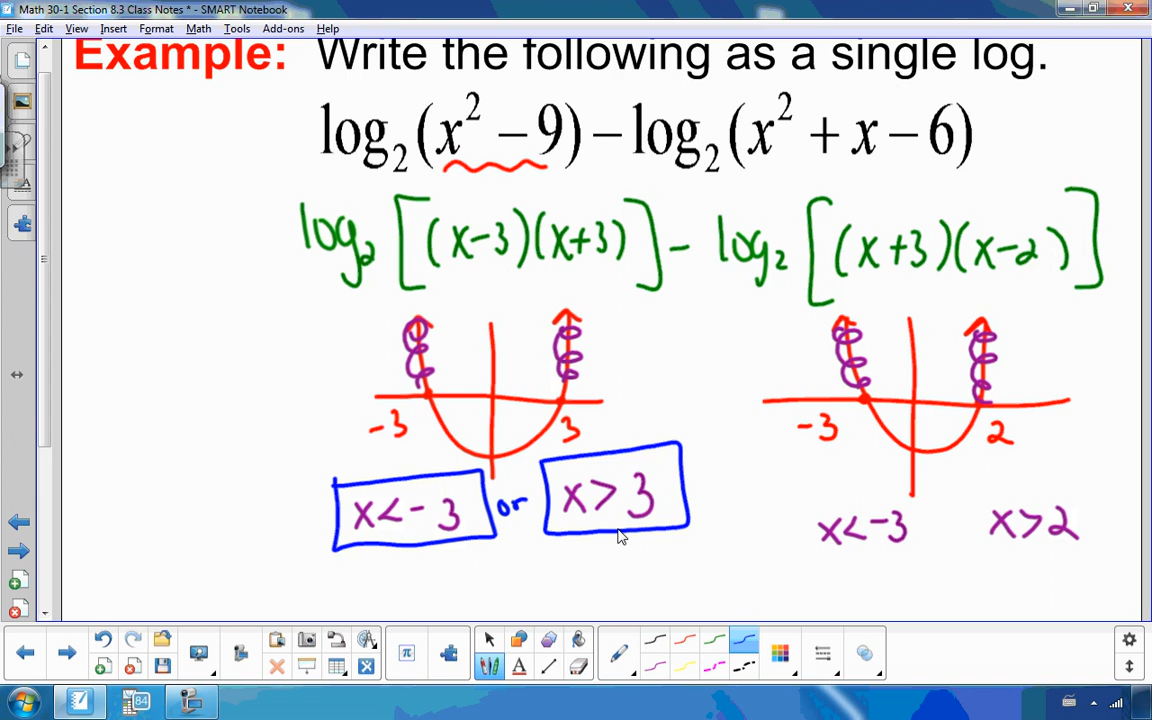 Math 30-1 Section 8.3 Class Notes * - SMART Notebook
File Edit View Insert Format Math Tools Add-ons Help
Example: Write the following as a single log.
log₂(x² − 9) − log₂(x² + x − 6)
log₂[(x-3)(x+3)] - log₂[(x+3)(x-2)]
-3 3 -3 2
x<-3 or x>3 x<-3 x>2
π A
84